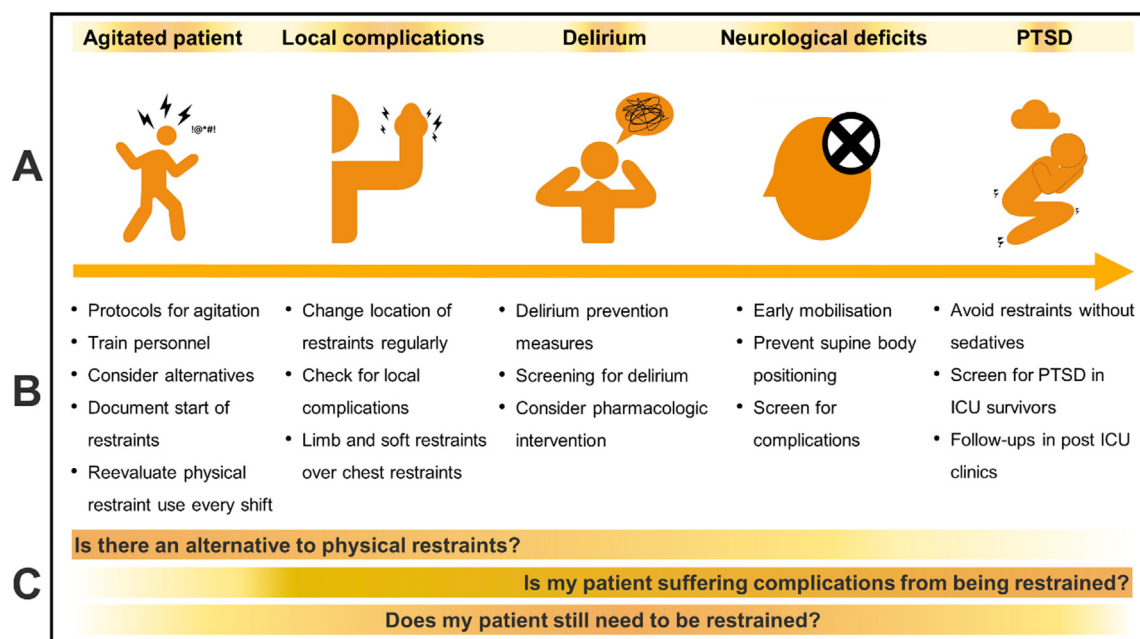 Agitated patient
Local complications
Delirium
Neurological deficits
PTSD
A
!@*#!
B
• Protocols for agitation
• Train personnel
• Consider alternatives
• Document start of
restraints
• Reevaluate physical
restraint use every shift
• Change location of
restraints regularly
• Check for local
complications
• Limb and soft restraints
over chest restraints
• Delirium prevention
measures
• Screening for delirium
• Consider pharmacologic
intervention
• Early mobilisation
• Prevent supine body
positioning
• Screen for
complications
• Avoid restraints without
sedatives
• Screen for PTSD in
ICU survivors
• Follow-ups in post ICU
clinics
C
Is there an alternative to physical restraints?
Is my patient suffering complications from being restrained?
Does my patient still need to be restrained?